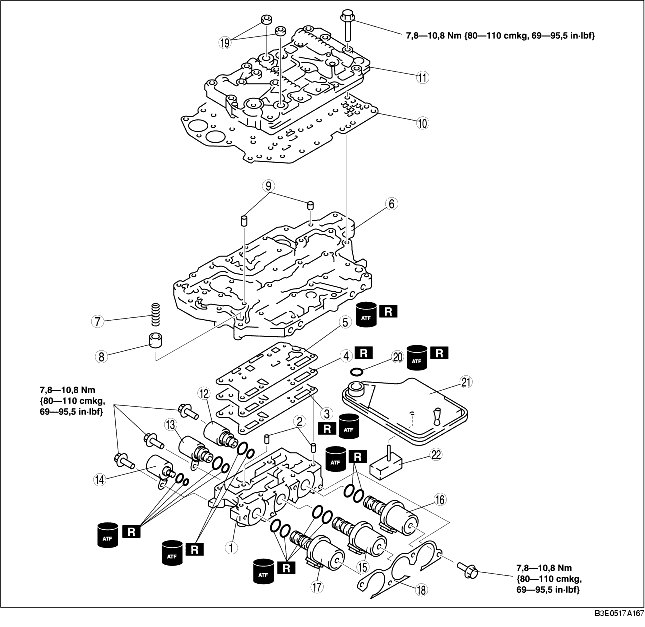 19
7,8—10,8 Nm {80—110 cmkg, 69—95,5 in·lbf}
11
10
9
6
7
5
ATF R
8
4 R
20 ATF R
21
7,8—10,8 Nm
{80—110 cmkg,
69—95,5 in·lbf}
12
3
13
2
R ATF
ATF R
22
14
16
ATF R
1
ATF R
15
ATF R
17
18
7,8—10,8 Nm
{80—110 cmkg,
69—95,5 in·lbf}
B3E0517A167